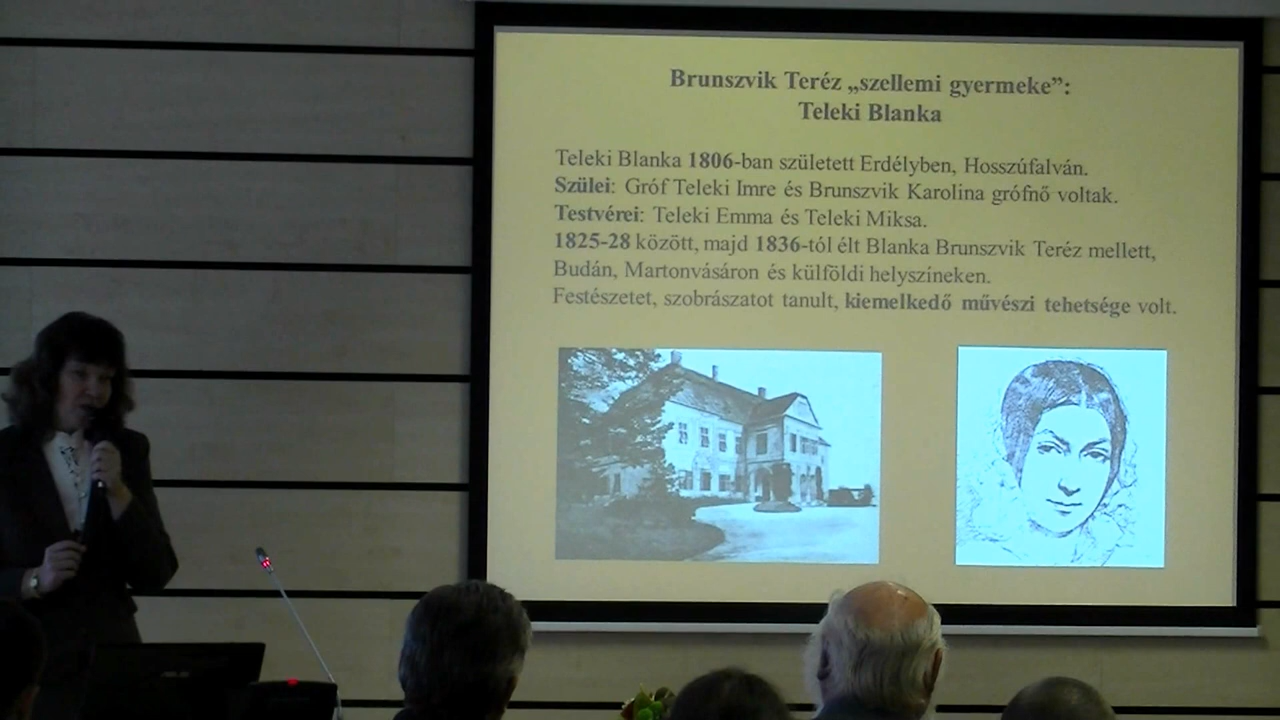 Brunszvik Teréz „szellemi gyermeke”:
Teleki Blanka
Teleki Blanka 1806-ban született Erdélyben, Hosszúfalván.
Szülei: Gróf Teleki Imre és Brunszvik Karolina grófnő voltak.
Testvérei: Teleki Emma és Teleki Miksa.
1825-28 között, majd 1836-tól élt Blanka Brunszvik Teréz mellett,
Budán, Martonvásáron és külföldi helyszíneken.
Festészetet, szobrászatot tanult, kiemelkedő művészi tehetsége volt.